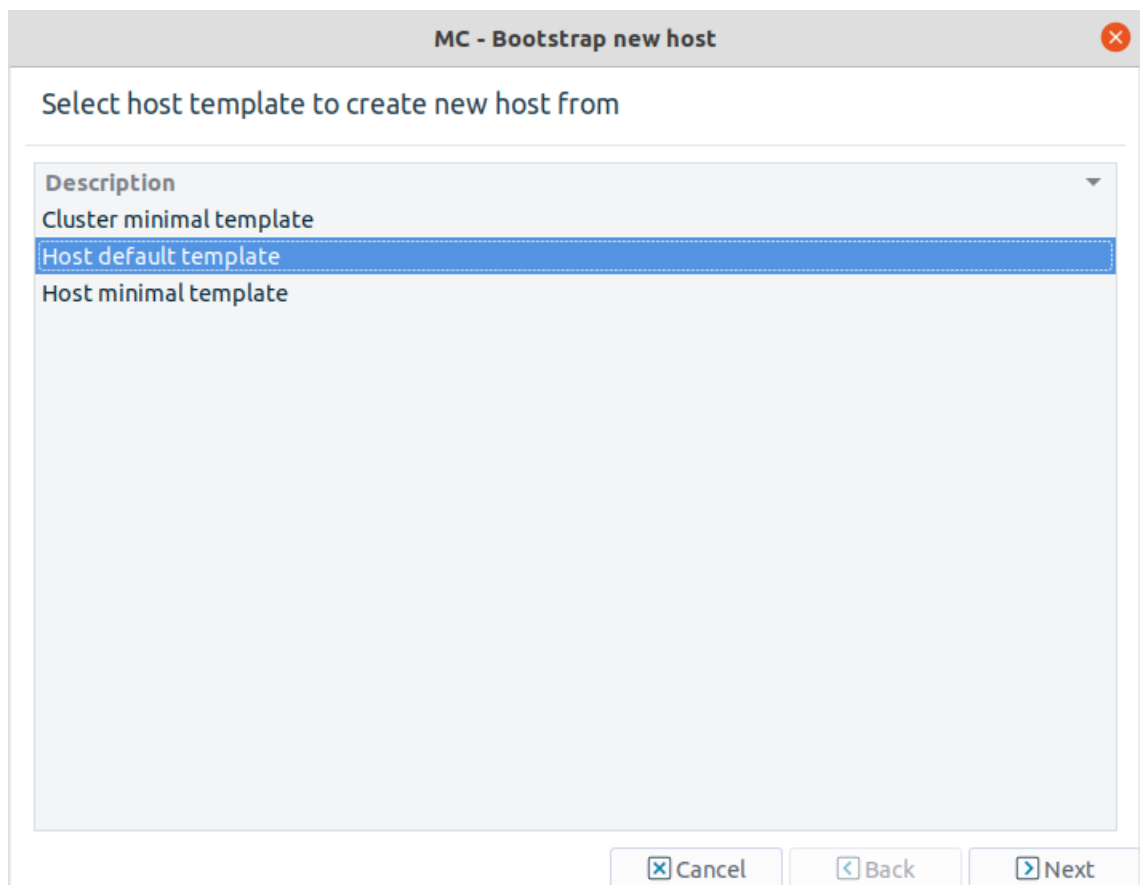 MC - Bootstrap new host
Select host template to create new host from
Description
Cluster minimal template
Host default template
Host minimal template
Cancel Back Next